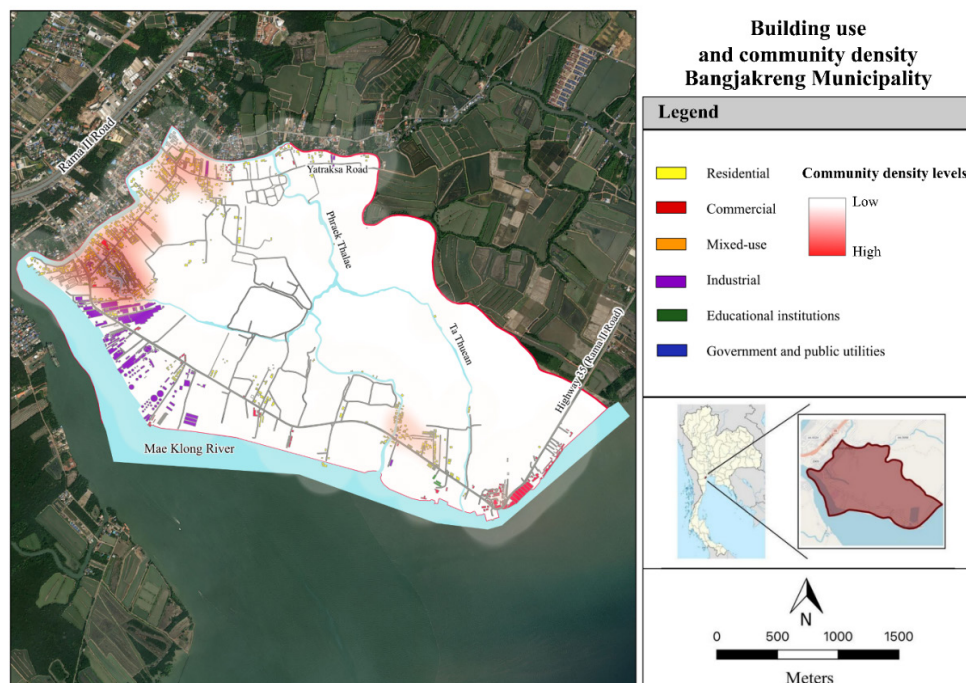 Building use
and community density
Bangjakreng Municipality
Legend
Residential
Commercial
Mixed-use
Industrial
Educational institutions
Government and public utilities
Community density levels
Low
High
Rama II Road
Yatraksa Road
Phraek Thalae
Ta Thuean
Highway 35 (Rama II Road)
Mae Klong River
N
0 500 1000 1500
Meters